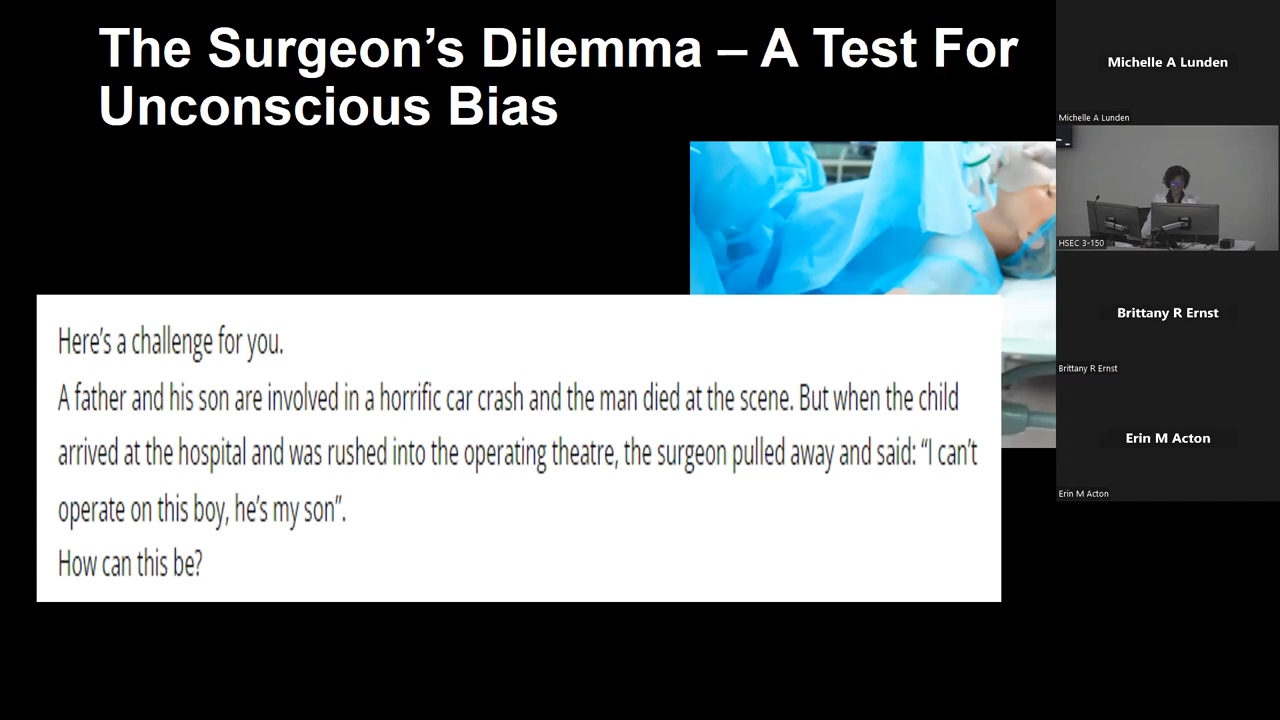 The Surgeon’s Dilemma – A Test For
Unconscious Bias
Here’s a challenge for you.
A father and his son are involved in a horrific car crash and the man died at the scene. But when the child
arrived at the hospital and was rushed into the operating theatre, the surgeon pulled away and said: “I can’t
operate on this boy, he’s my son”.
How can this be?
Michelle A Lunden
Michelle A Lunden
HSEC 3-150
Brittany R Ernst
Brittany R Ernst
Erin M Acton
Erin M Acton